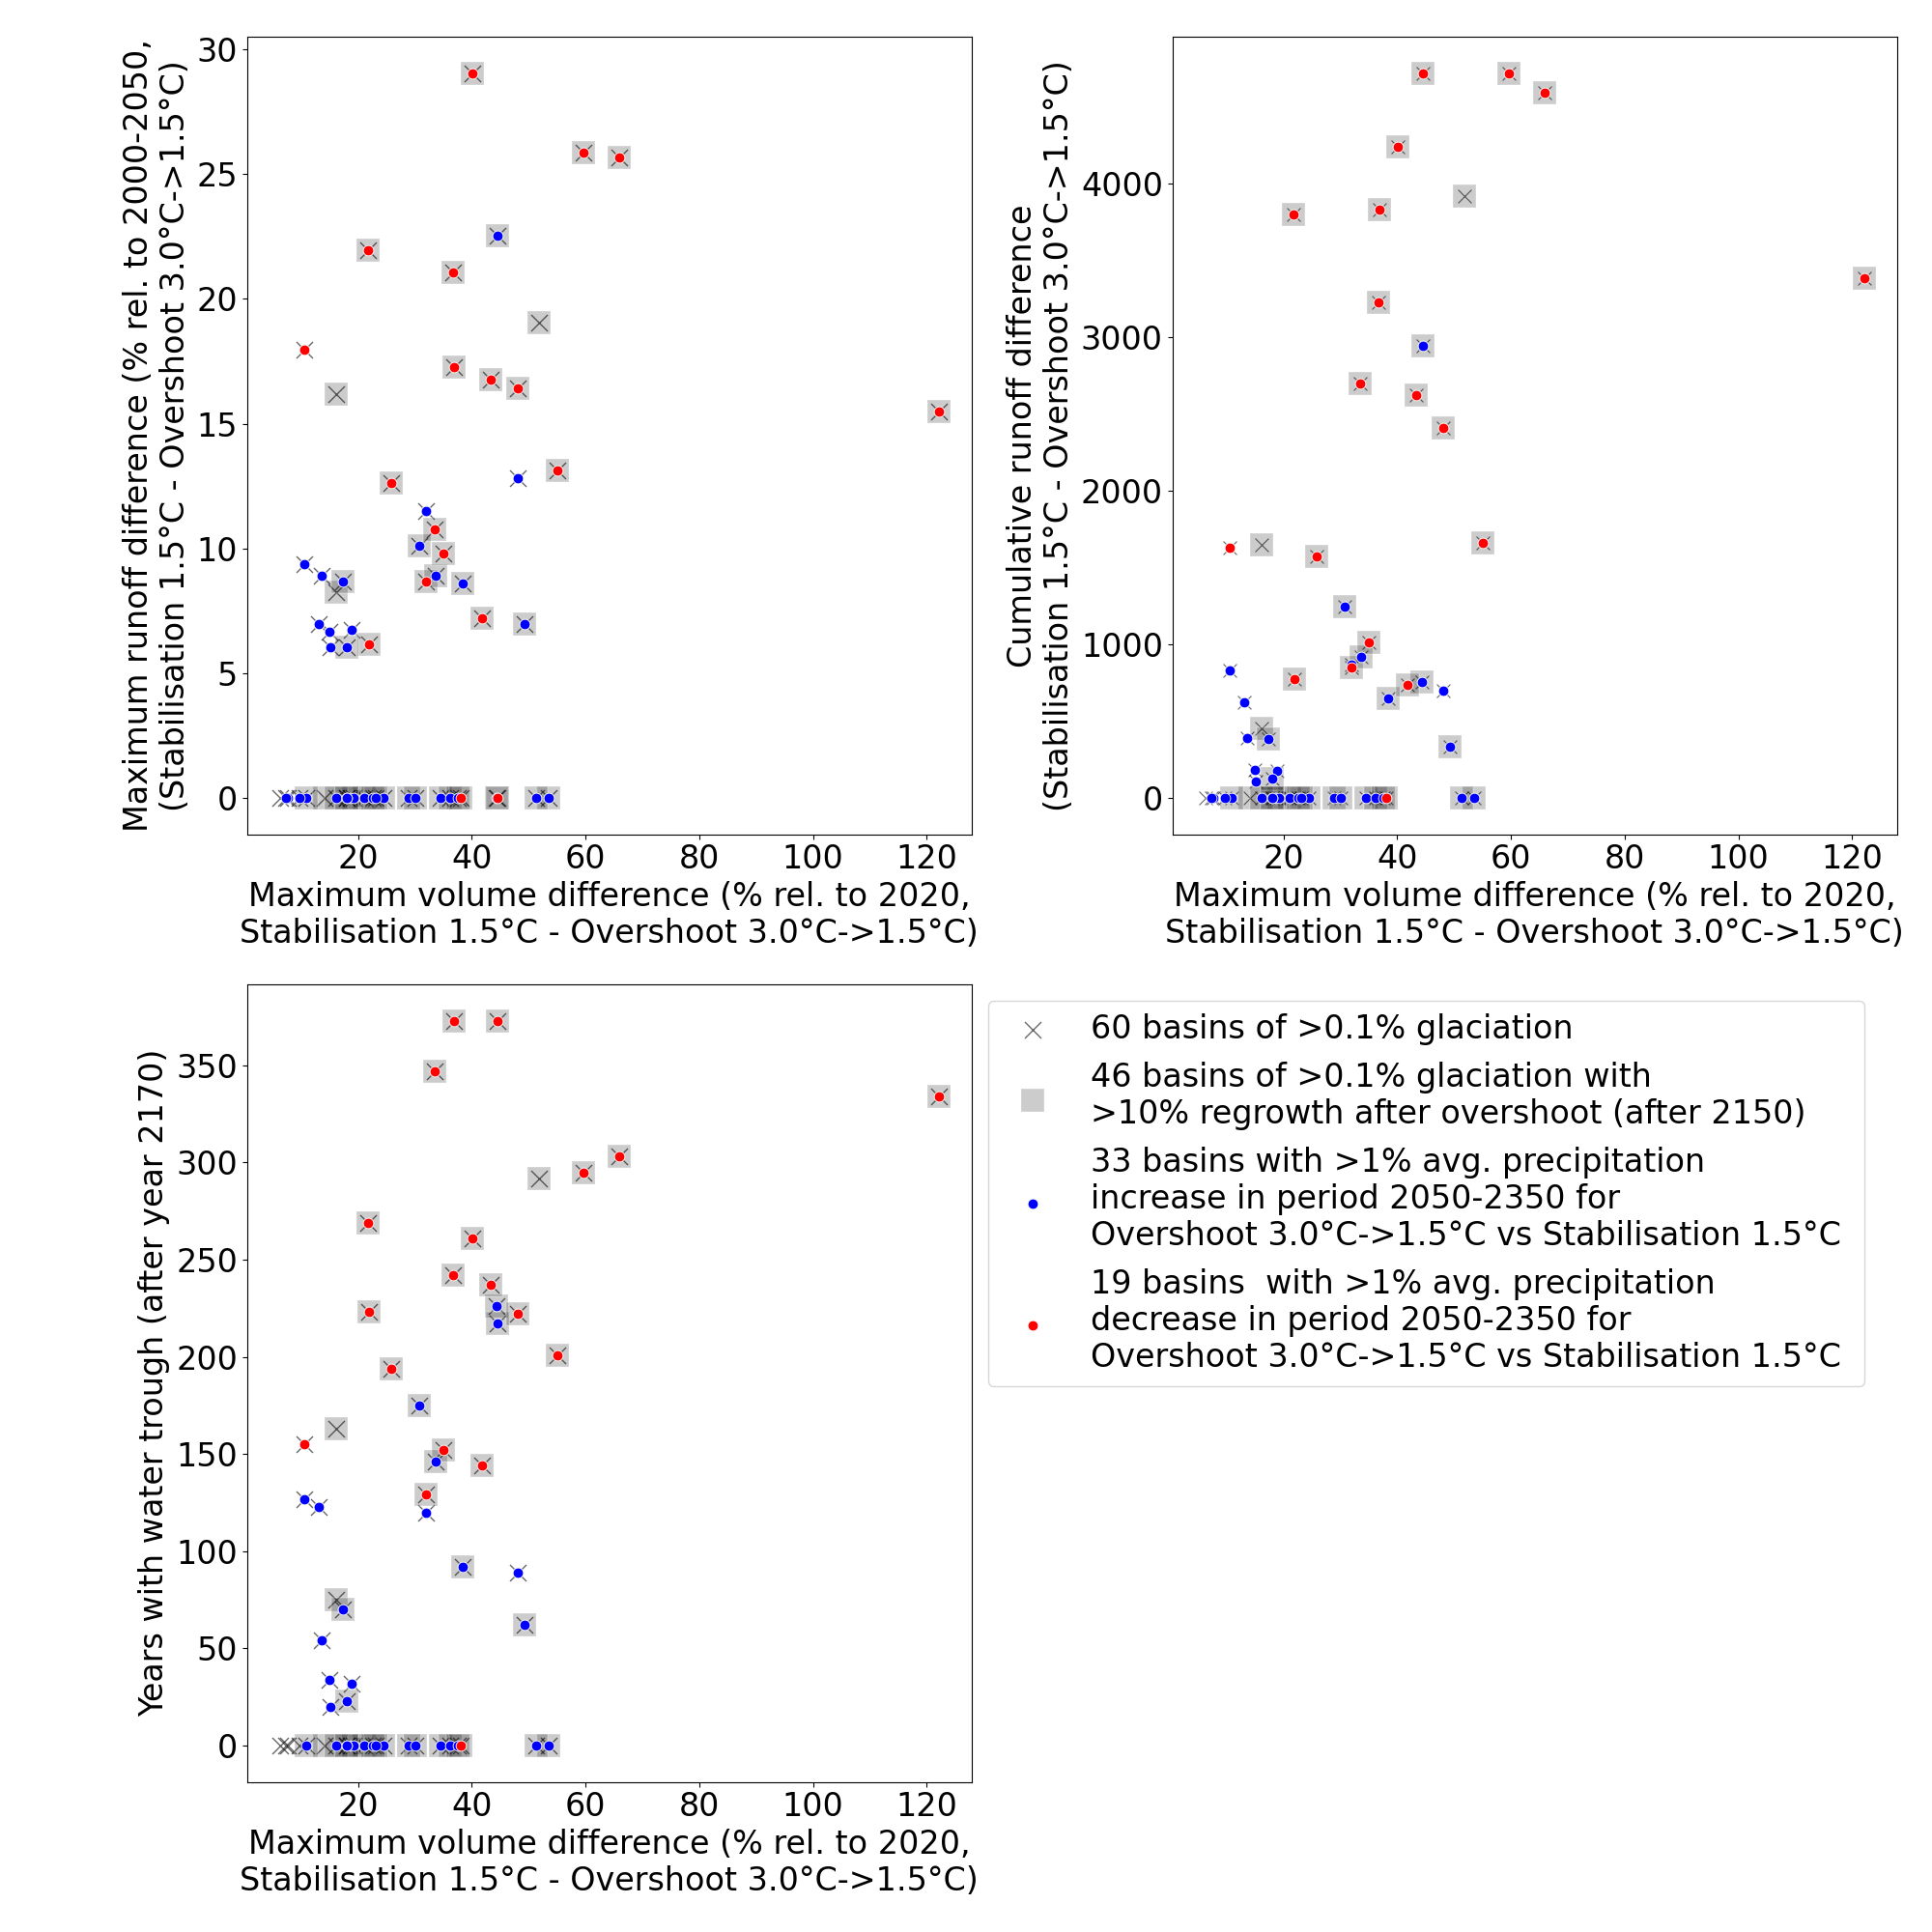 Maximum runoff difference (% rel. to 2000-2050,
(Stabilisation 1.5°C - Overshoot 3.0°C->1.5°C)
30
25
20
15
10
5
0
20 40 60 80 100 120
Maximum volume difference (% rel. to 2020,
Stabilisation 1.5°C - Overshoot 3.0°C->1.5°C)
Cumulative runoff difference
(Stabilisation 1.5°C - Overshoot 3.0°C->1.5°C)
4000
3000
2000
1000
0
20 40 60 80 100 120
Maximum volume difference (% rel. to 2020,
Stabilisation 1.5°C - Overshoot 3.0°C->1.5°C)
Years with water trough (after year 2170)
350
300
250
200
150
100
50
0
20 40 60 80 100 120
Maximum volume difference (% rel. to 2020,
Stabilisation 1.5°C - Overshoot 3.0°C->1.5°C)
60 basins of >0.1% glaciation
46 basins of >0.1% glaciation with
>10% regrowth after overshoot (after 2150)
33 basins with >1% avg. precipitation
increase in period 2050-2350 for
Overshoot 3.0°C->1.5°C vs Stabilisation 1.5°C
19 basins  with >1% avg. precipitation
decrease in period 2050-2350 for
Overshoot 3.0°C->1.5°C vs Stabilisation 1.5°C